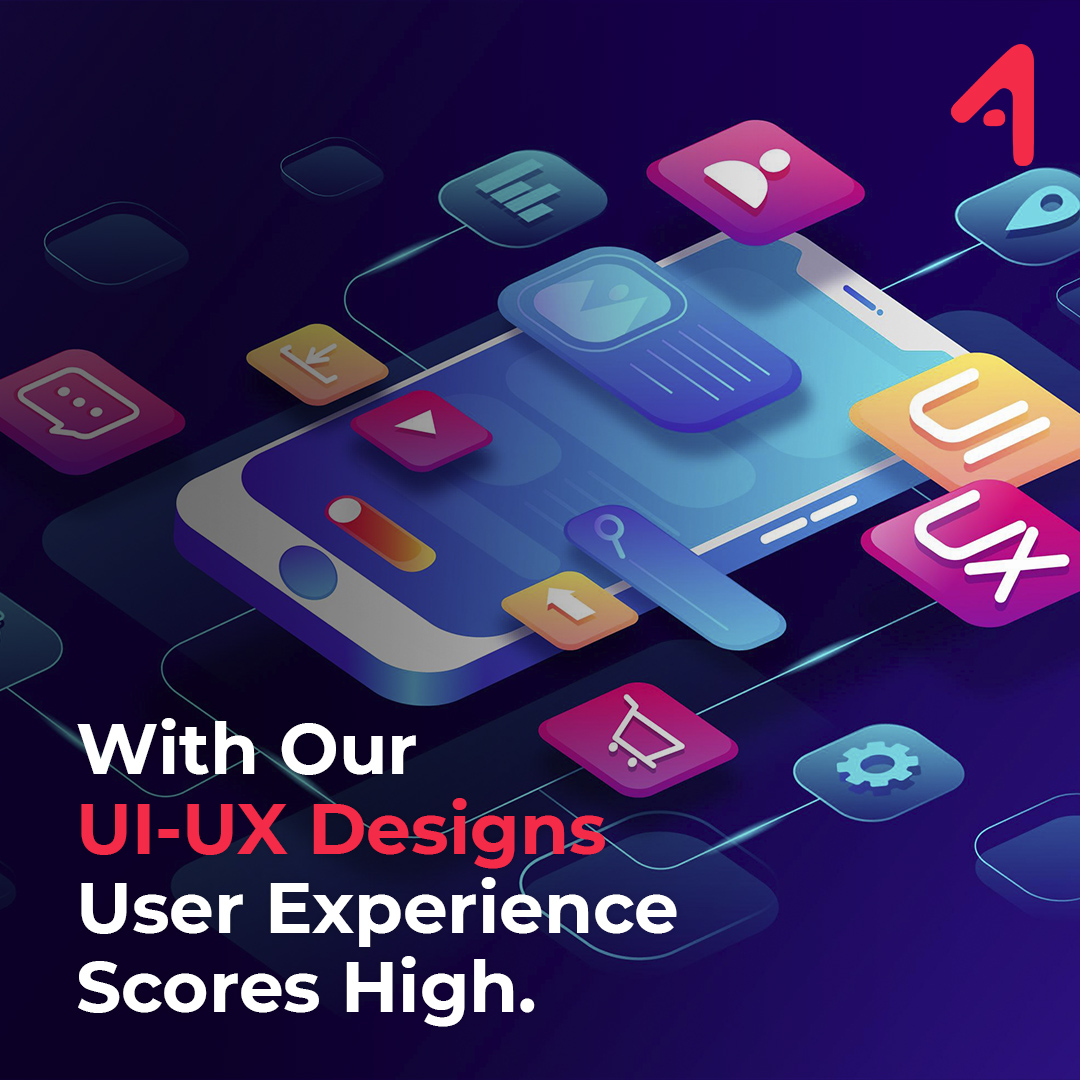 UI
UX
With Our
UI-UX Designs
User Experience
Scores High.